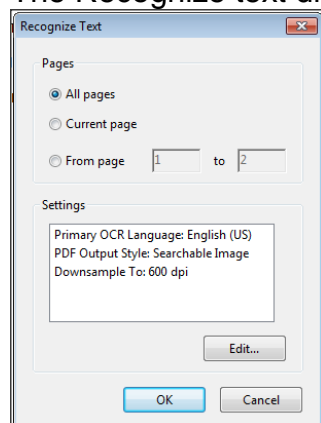 The Recognize text di
Recognize Text
Pages
All pages
Current page
From page 1 to 2
Settings
Primary OCR Language: English (US)
PDF Output Style: Searchable Image
Downsample To: 600 dpi
Edit...
OK Cancel